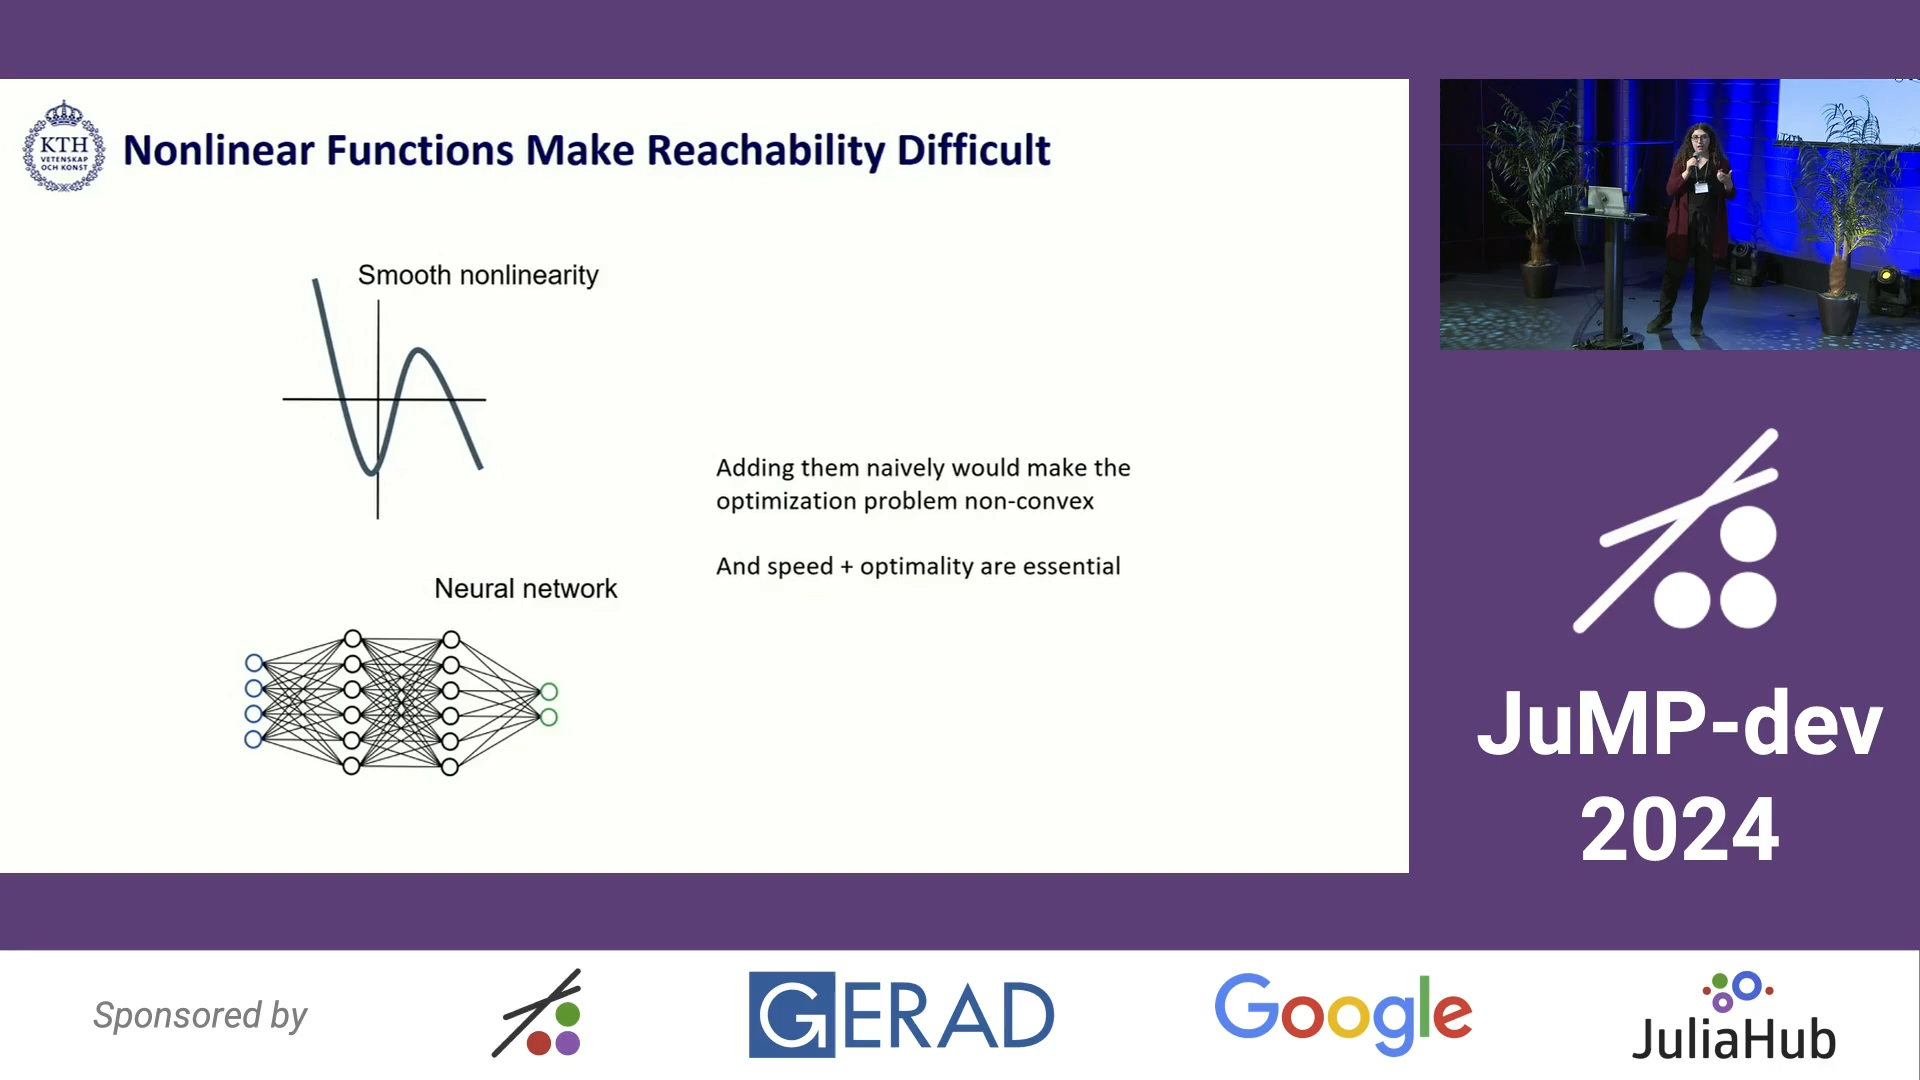 KTH
VETENSKAP
OCH KONST
Nonlinear Functions Make Reachability Difficult
Smooth nonlinearity
Adding them naively would make the
optimization problem non-convex
And speed + optimality are essential
Neural network
JuMP-dev
2024
Sponsored by
GERAD
Google
JuliaHub